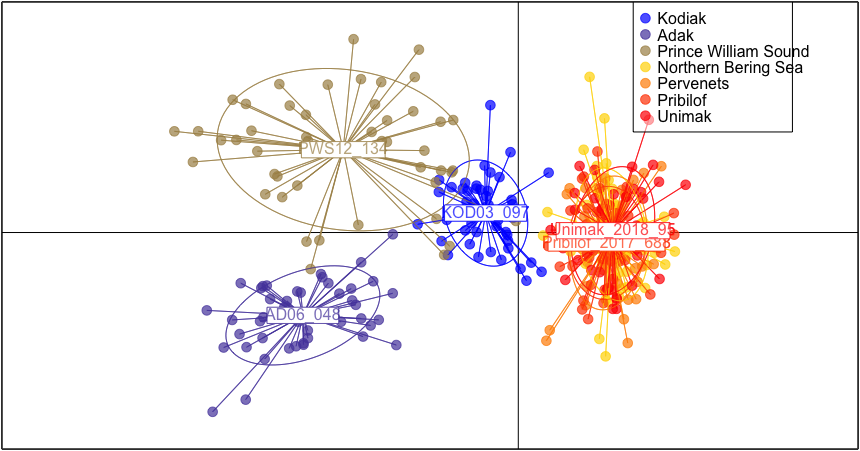 Kodiak
Adak
Prince William Sound
Northern Bering Sea
Pervenets
Pribilof
Unimak
PWS12_134
KOD03_097
Unimak_2018_95
Pribilof_2017_688
AD06_048